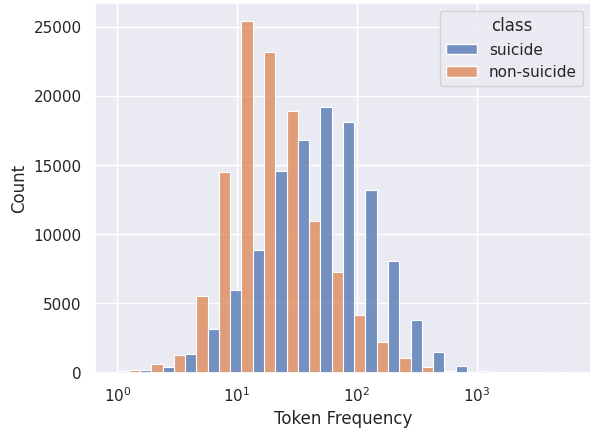 class
suicide
non-suicide
25000
20000
15000
10000
5000
0
Count
10⁰
10¹
10²
10³
Token Frequency